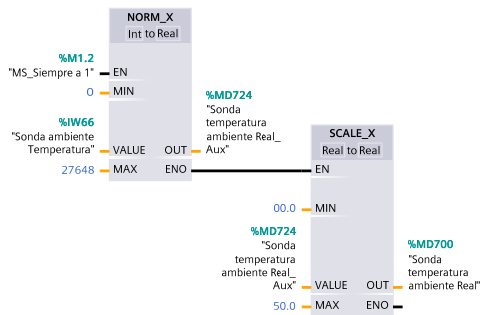 NORM_X
Int to Real
%M1.2
"MS_Siempre a 1"
EN
0
MIN
%IW66
"Sonda ambiente
Temperatura"
VALUE
OUT
%MD724
"Sonda
temperatura
ambiente Real_
Aux"
27648
MAX
ENO
SCALE_X
Real to Real
EN
00.0
MIN
%MD724
"Sonda
temperatura
ambiente Real_
Aux"
VALUE
OUT
%MD700
"Sonda
temperatura
ambiente Real"
50.0
MAX
ENO